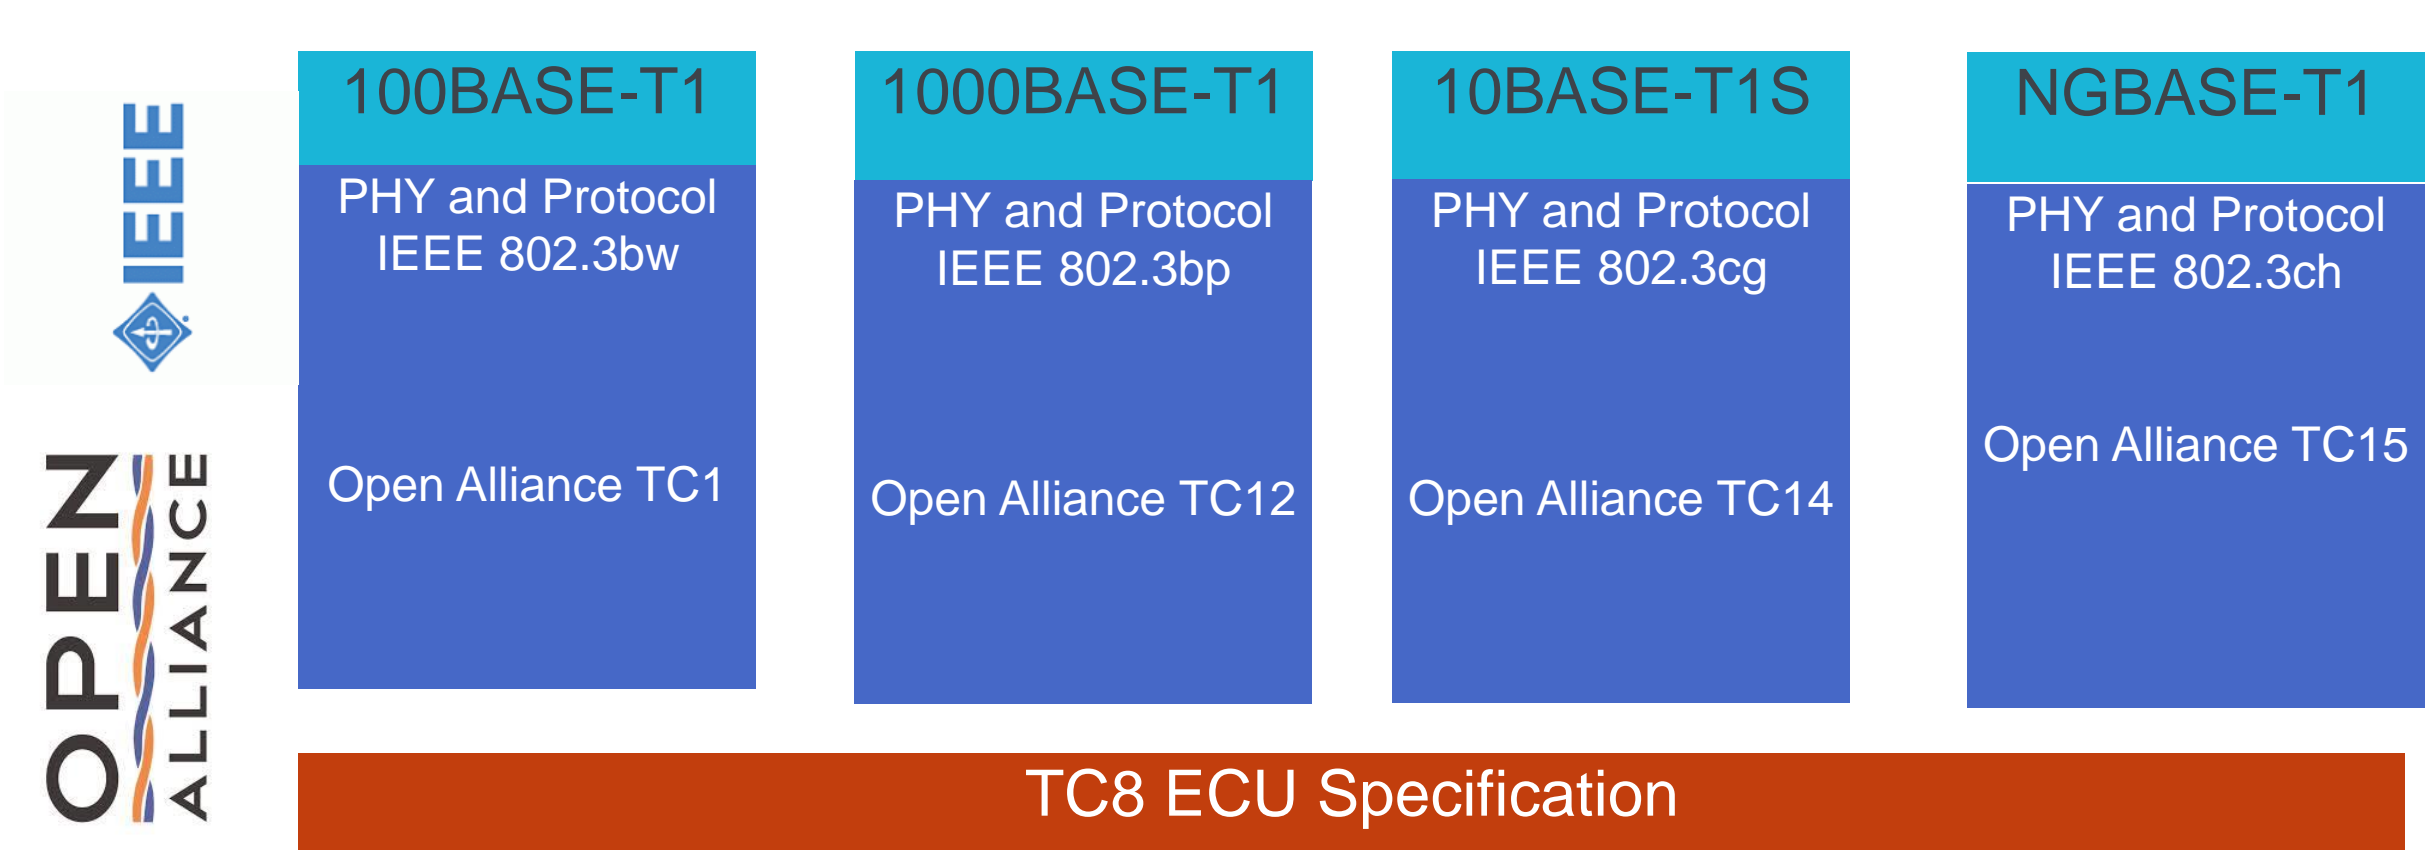 IEEE
OPEN
ALLIANCE
100BASE-T1
PHY and Protocol
IEEE 802.3bw
Open Alliance TC1
1000BASE-T1
PHY and Protocol
IEEE 802.3bp
Open Alliance TC12
10BASE-T1S
PHY and Protocol
IEEE 802.3cg
Open Alliance TC14
NGBASE-T1
PHY and Protocol
IEEE 802.3ch
Open Alliance TC15
TC8 ECU Specification